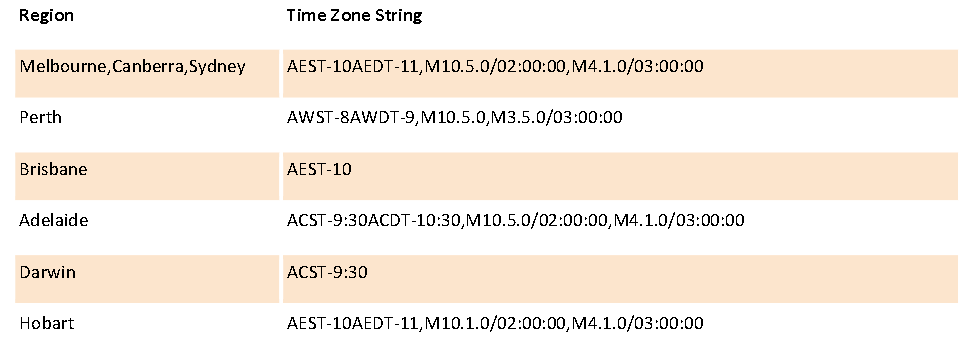 Region Time Zone String
Melbourne,Canberra,Sydney AEST-10AEDT-11,M10.5.0/02:00:00,M4.1.0/03:00:00
Perth AWST-8AWDT-9,M10.5.0,M3.5.0/03:00:00
Brisbane AEST-10
Adelaide ACST-9:30ACDT-10:30,M10.5.0/02:00:00,M4.1.0/03:00:00
Darwin ACST-9:30
Hobart AEST-10AEDT-11,M10.1.0/02:00:00,M4.1.0/03:00:00